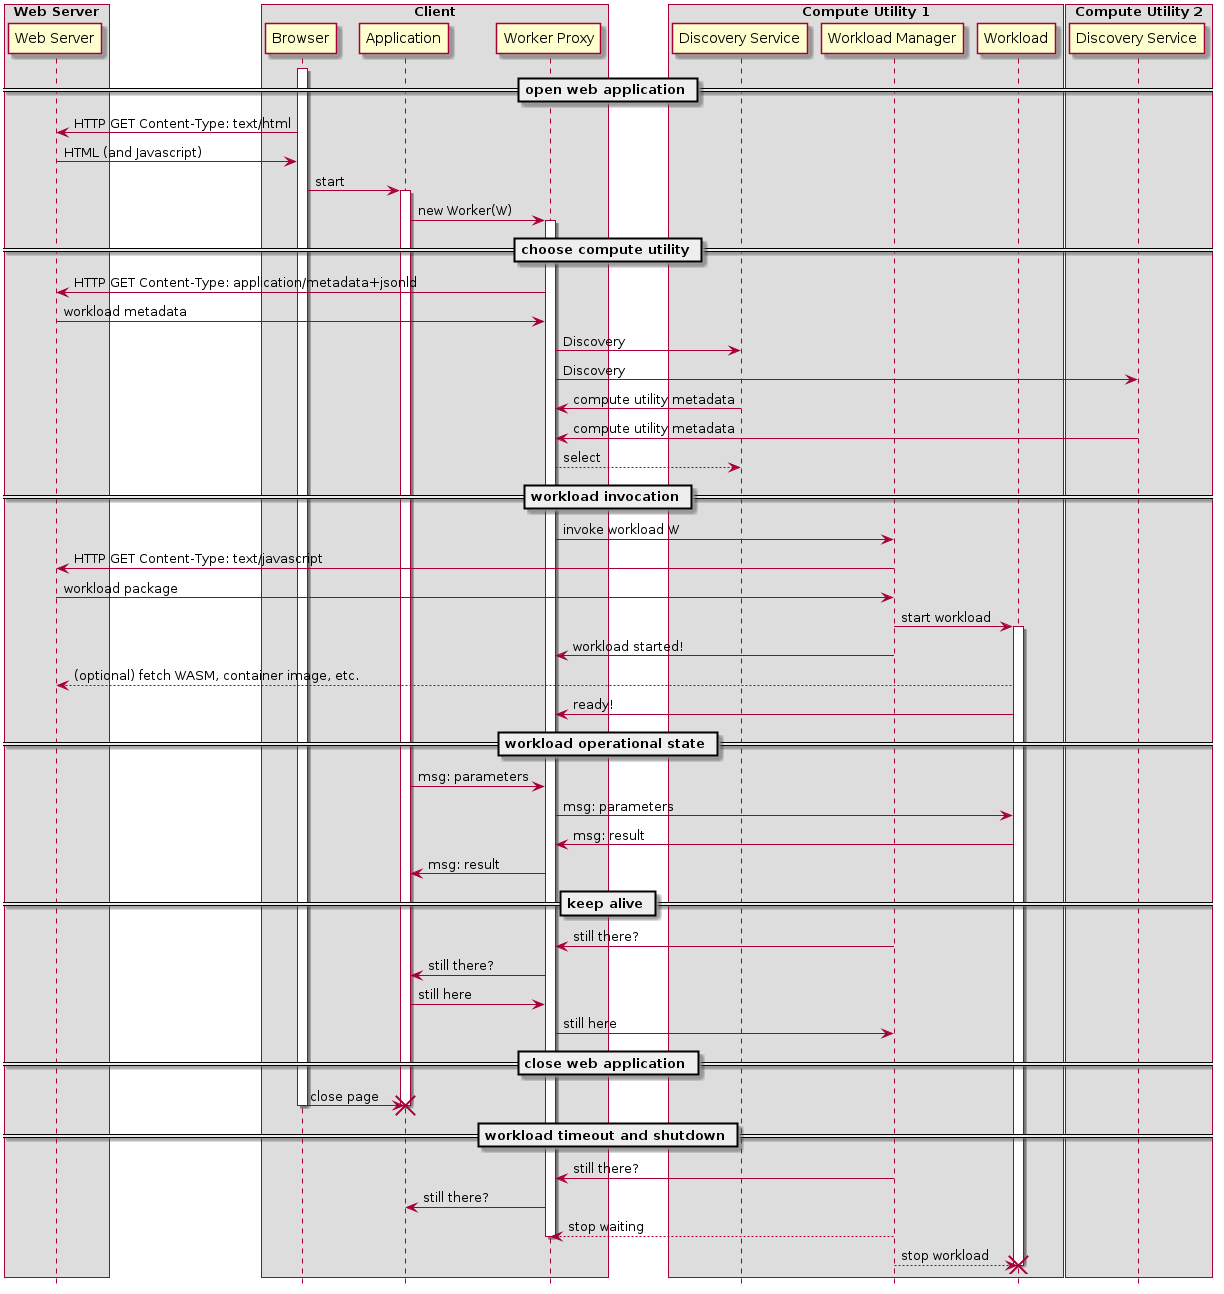 Web Server
Client
Compute Utility 1
Compute Utility 2
Web Server
Browser
Application
Worker Proxy
Discovery Service
Workload Manager
Workload
Discovery Service
open web application
HTTP GET Content-Type: text/html
HTML (and Javascript)
start
new Worker(W)
choose compute utility
HTTP GET Content-Type: application/metadata+jsonld
workload metadata
Discovery
Discovery
compute utility metadata
compute utility metadata
select
workload invocation
invoke workload W
HTTP GET Content-Type: text/javascript
workload package
start workload
workload started!
(optional) fetch WASM, container image, etc.
ready!
workload operational state
msg: parameters
msg: parameters
msg: result
msg: result
keep alive
still there?
still there?
still here
still here
close web application
close page
workload timeout and shutdown
still there?
still there?
stop waiting
stop workload